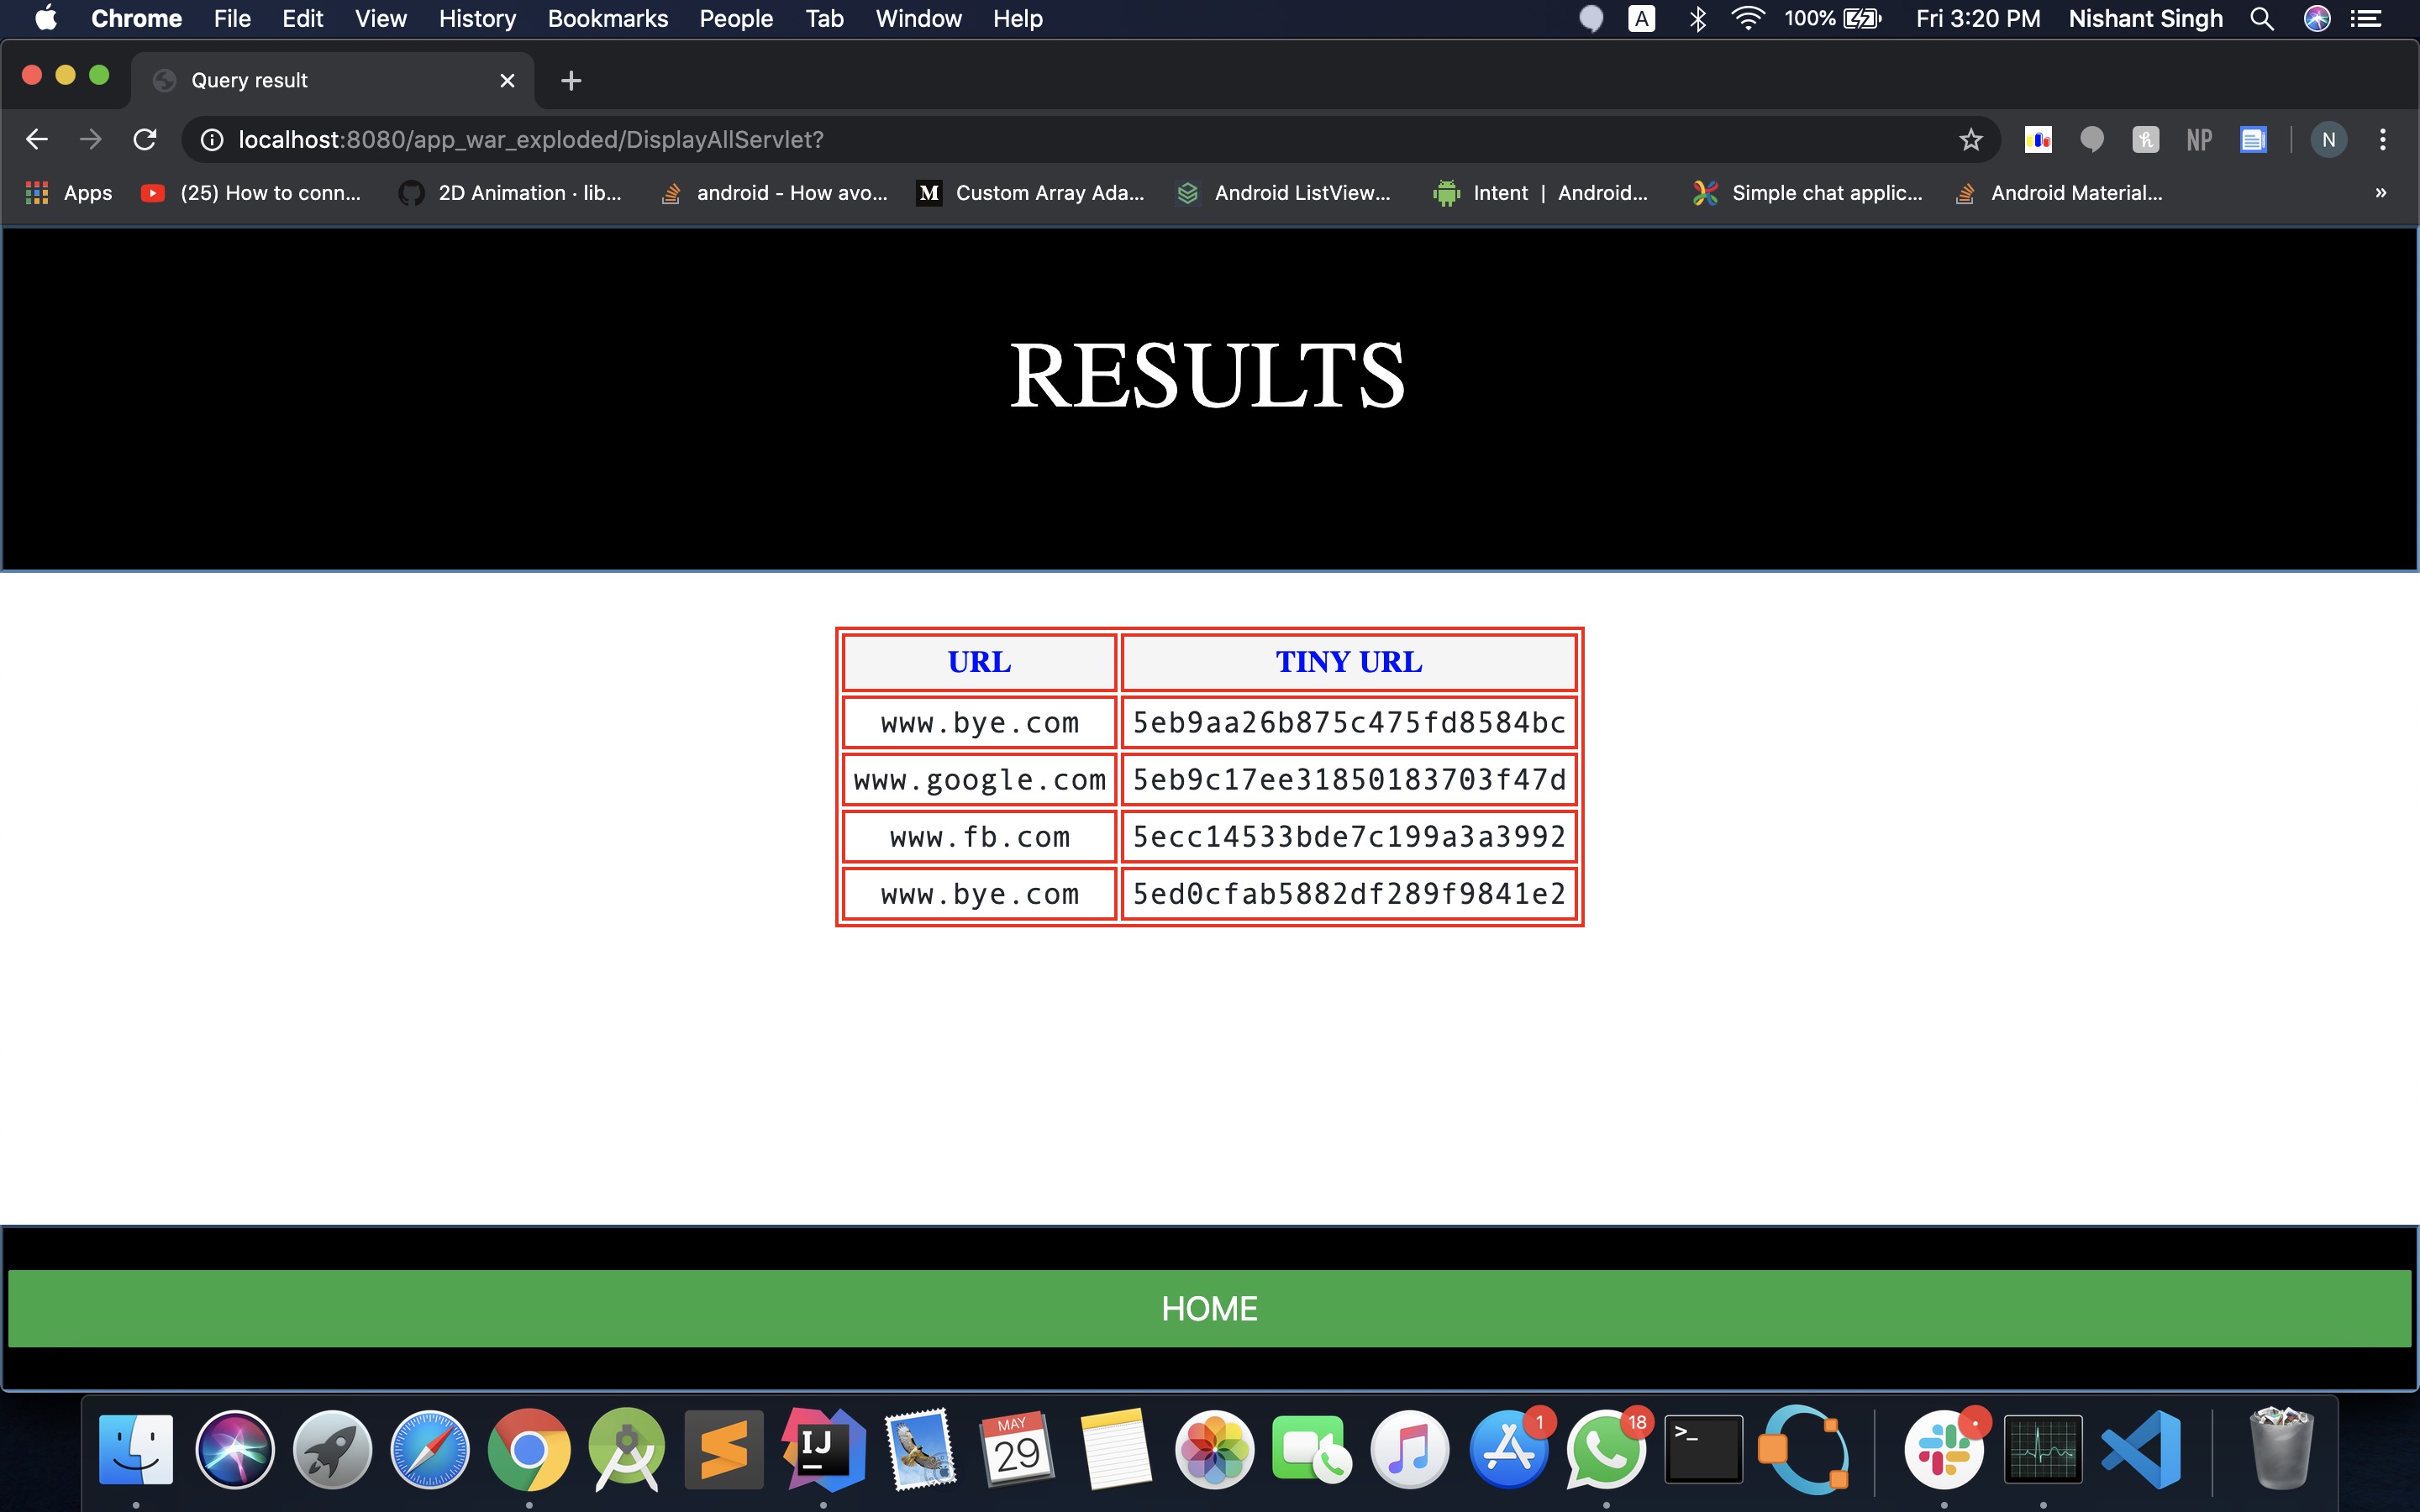 Chrome File Edit View History Bookmarks People Tab Window Help A 100% Fri 3:20 PM Nishant Singh
Query result
localhost:8080/app_war_exploded/DisplayAllServlet? NP N
Apps (25) How to conn... 2D Animation · lib... android - How avo... M Custom Array Ada... Android ListView... Intent | Android... Simple chat applic... Android Material... »
RESULTS
URL TINY URL
www.bye.com 5eb9aa26b875c475fd8584bc
www.google.com 5eb9c17ee31850183703f47d
www.fb.com 5ecc14533bde7c199a3a3992
www.bye.com 5ed0cfab5882df289f9841e2
HOME
IJ MAY 29 1 18 >_